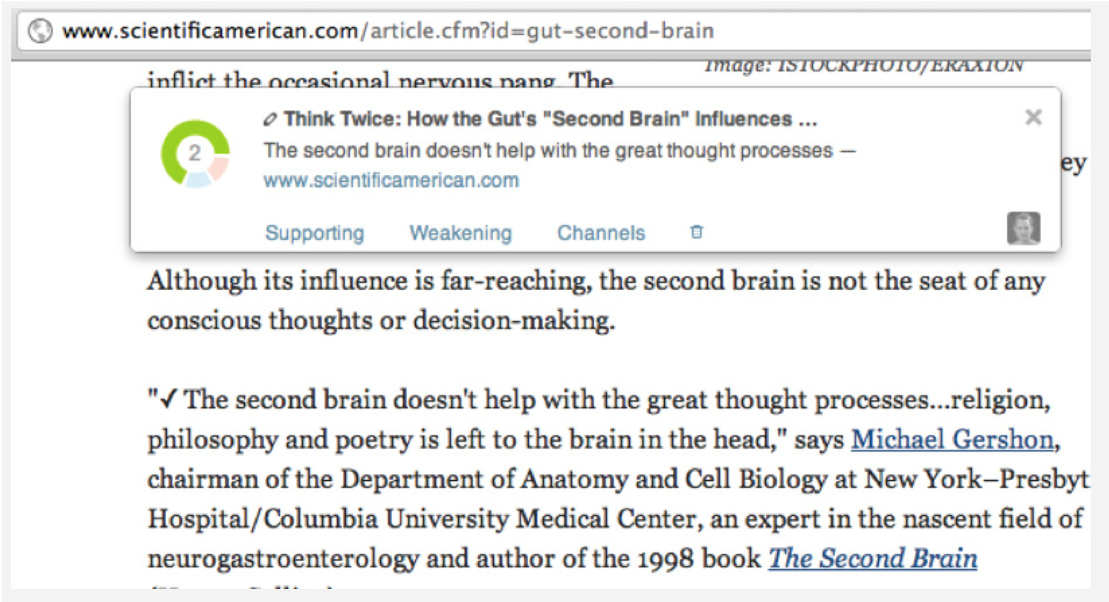 www.scientificamerican.com/article.cfm?id=gut-second-brain
inflict the occasional nervous pang. The
Image: ISTOCKPHOTO/ERAXION
2
Think Twice: How the Gut's "Second Brain" Influences ...
The second brain doesn't help with the great thought processes —
www.scientificamerican.com
ey
Supporting Weakening Channels
Although its influence is far-reaching, the second brain is not the seat of any
conscious thoughts or decision-making.
"✓ The second brain doesn't help with the great thought processes...religion,
philosophy and poetry is left to the brain in the head," says Michael Gershon,
chairman of the Department of Anatomy and Cell Biology at New York–Presbyt
Hospital/Columbia University Medical Center, an expert in the nascent field of
neurogastroenterology and author of the 1998 book The Second Brain